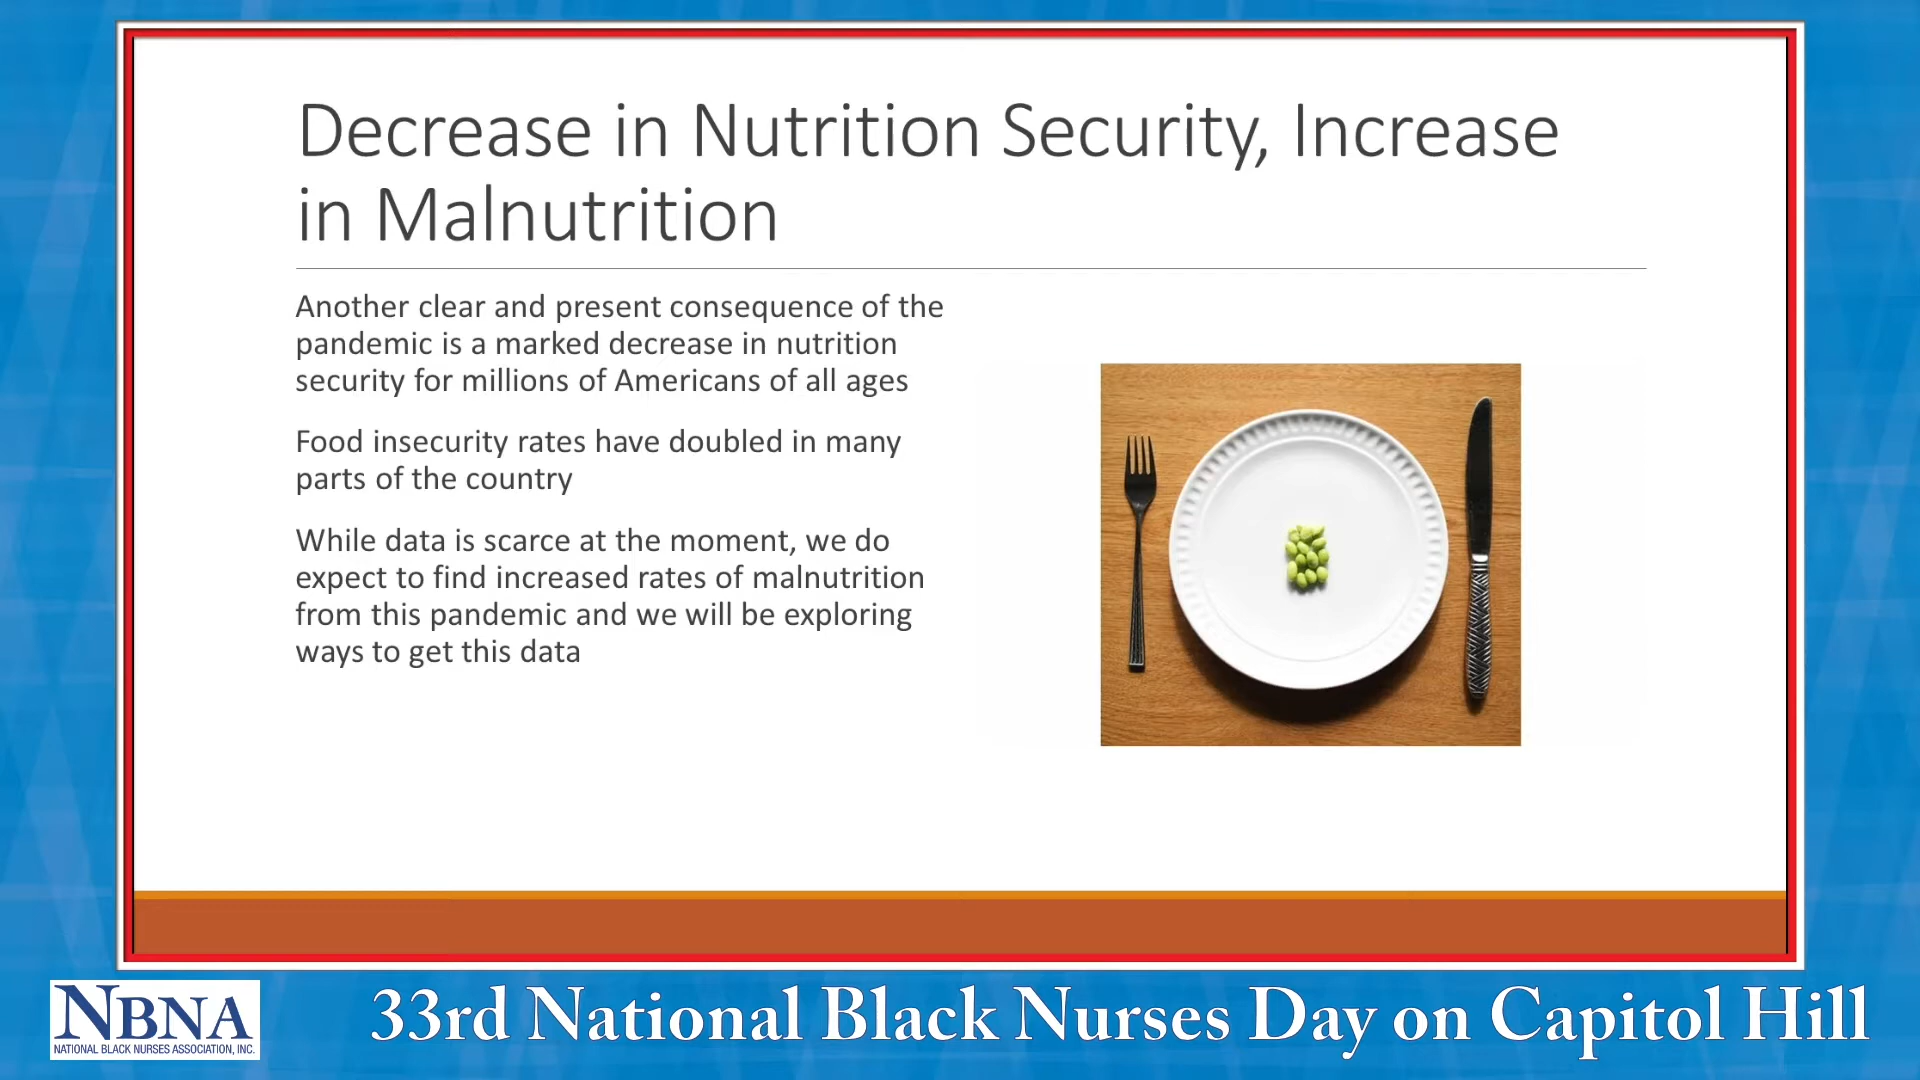 Decrease in Nutrition Security, Increase
in Malnutrition
Another clear and present consequence of the
pandemic is a marked decrease in nutrition
security for millions of Americans of all ages
Food insecurity rates have doubled in many
parts of the country
While data is scarce at the moment, we do
expect to find increased rates of malnutrition
from this pandemic and we will be exploring
ways to get this data
NBNA
NATIONAL BLACK NURSES ASSOCIATION, INC.
33rd National Black Nurses Day on Capitol Hill